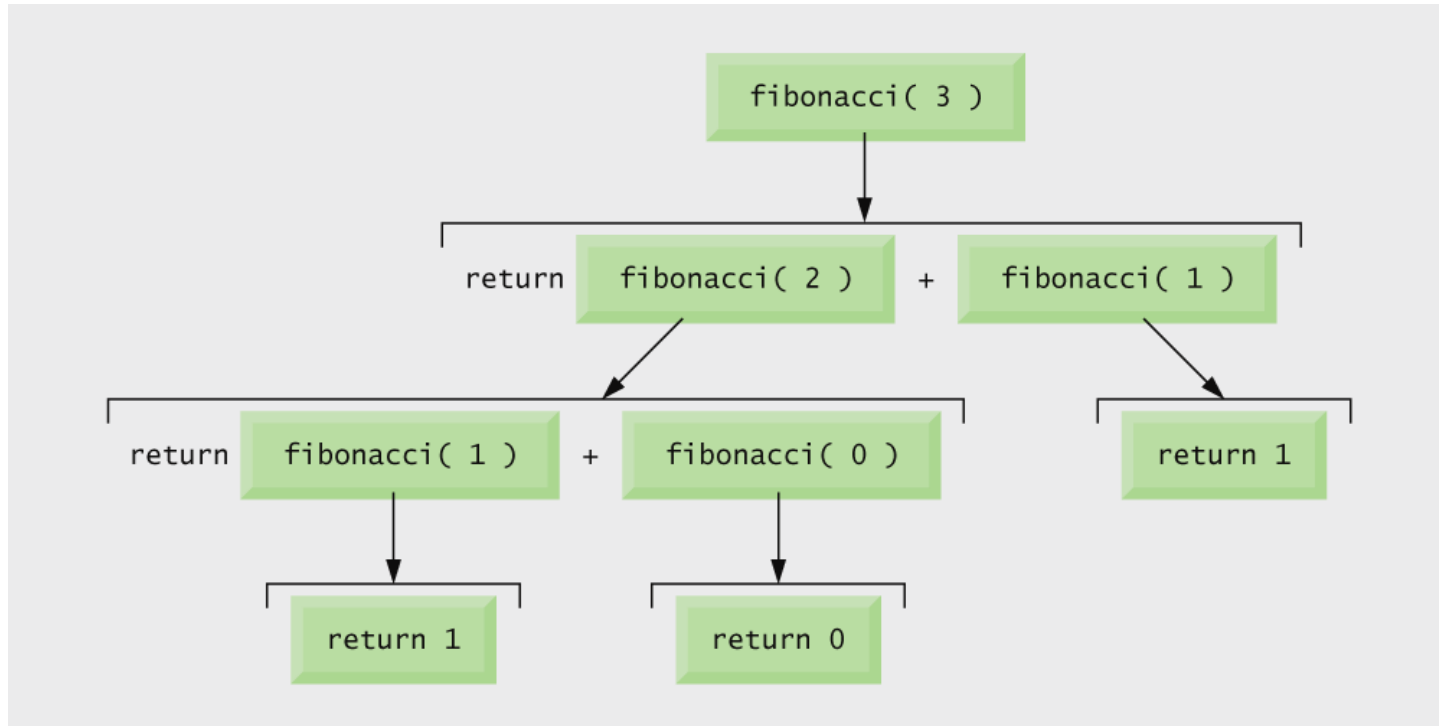 fibonacci( 3 )
return fibonacci( 2 ) + fibonacci( 1 )
return fibonacci( 1 ) + fibonacci( 0 ) return 1
return 1 return 0